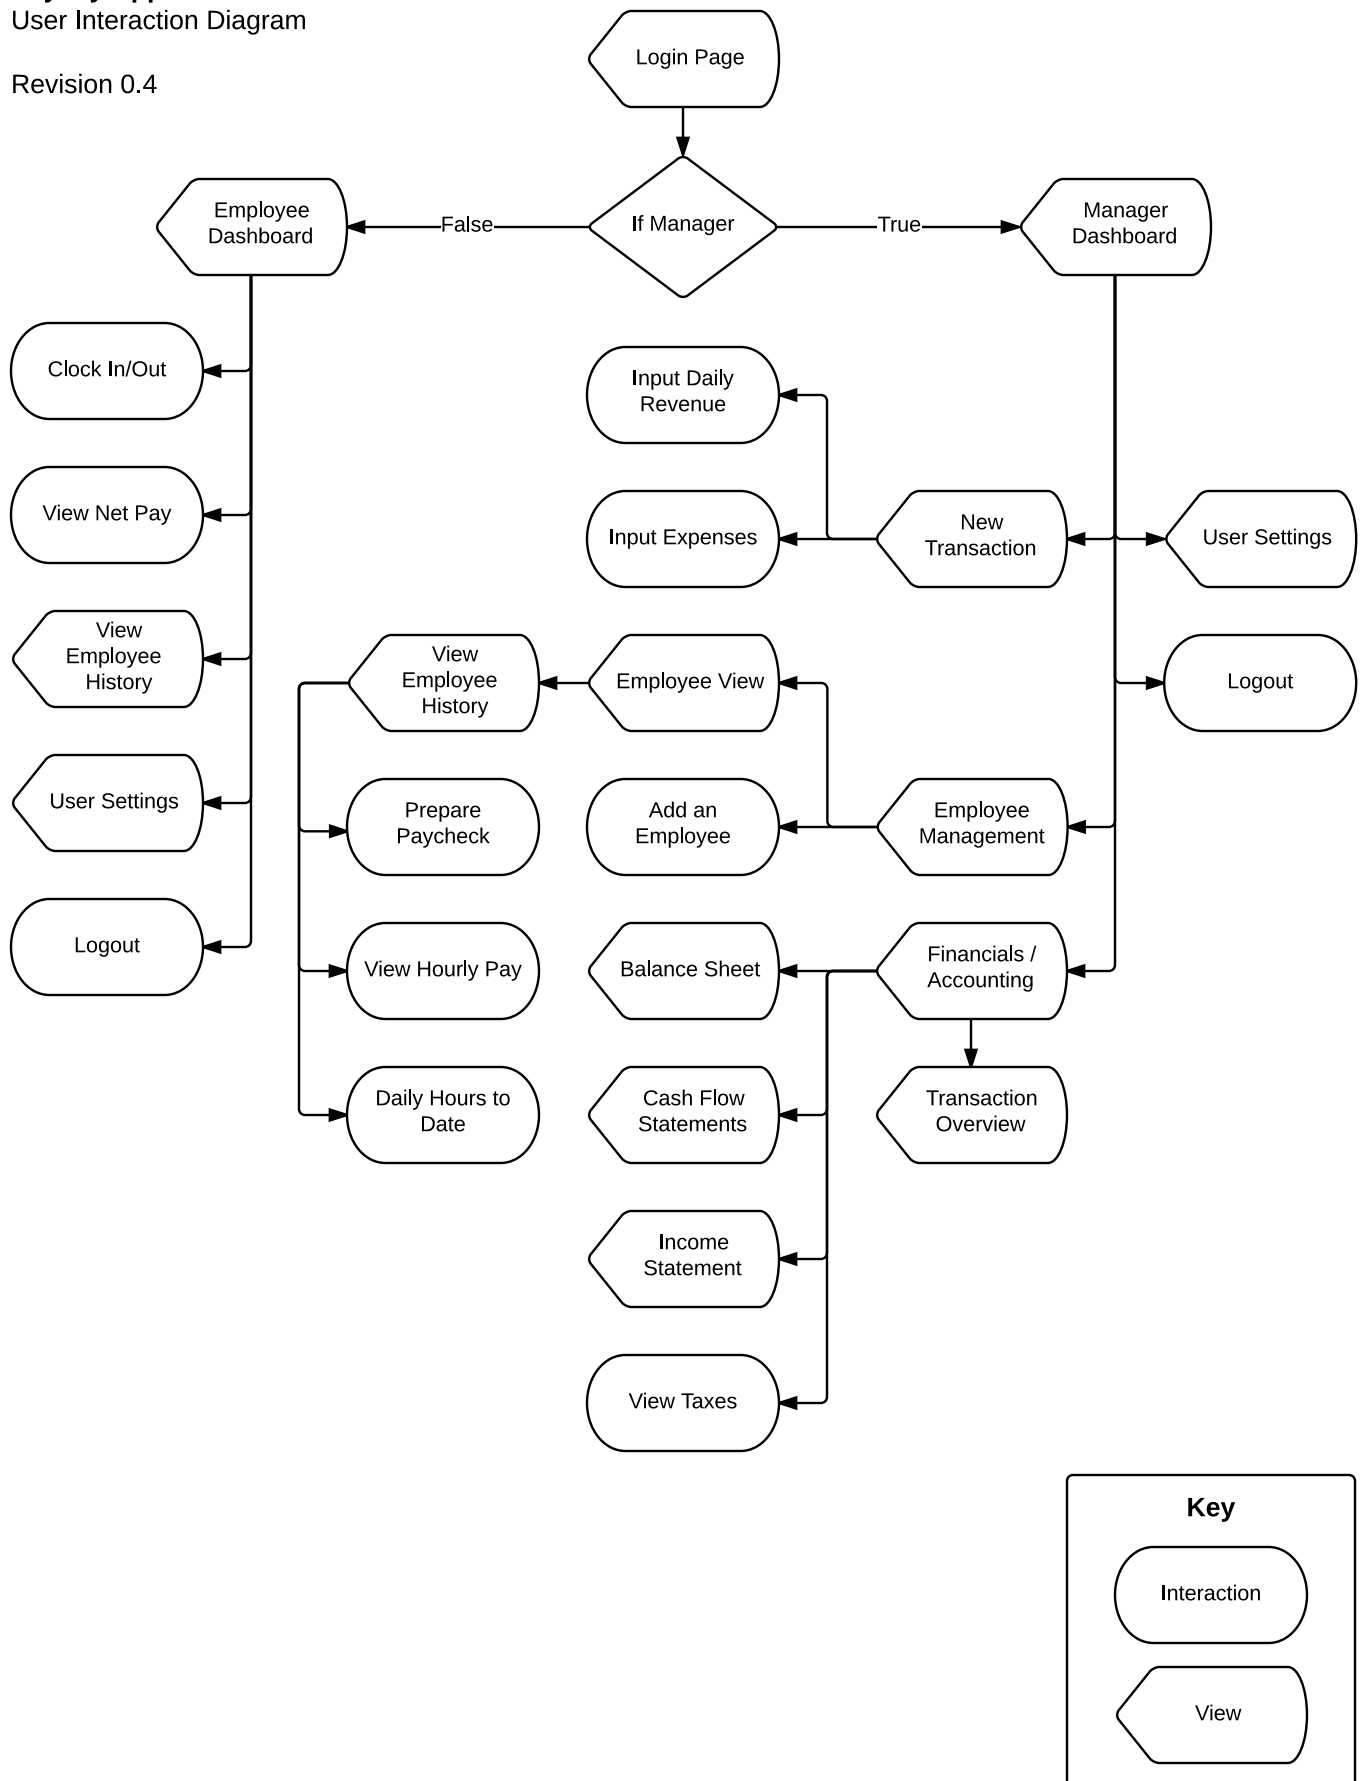 User Interaction Diagram
Revision 0.4
Login Page
If Manager
False
True
Employee
Dashboard
Manager
Dashboard
Clock In/Out
View Net Pay
View
Employee
History
User Settings
Logout
Input Daily
Revenue
Input Expenses
New
Transaction
User Settings
Logout
View
Employee
History
Employee View
Prepare
Paycheck
Add an
Employee
Employee
Management
View Hourly Pay
Balance Sheet
Financials /
Accounting
Daily Hours to
Date
Cash Flow
Statements
Transaction
Overview
Income
Statement
View Taxes
Key
Interaction
View